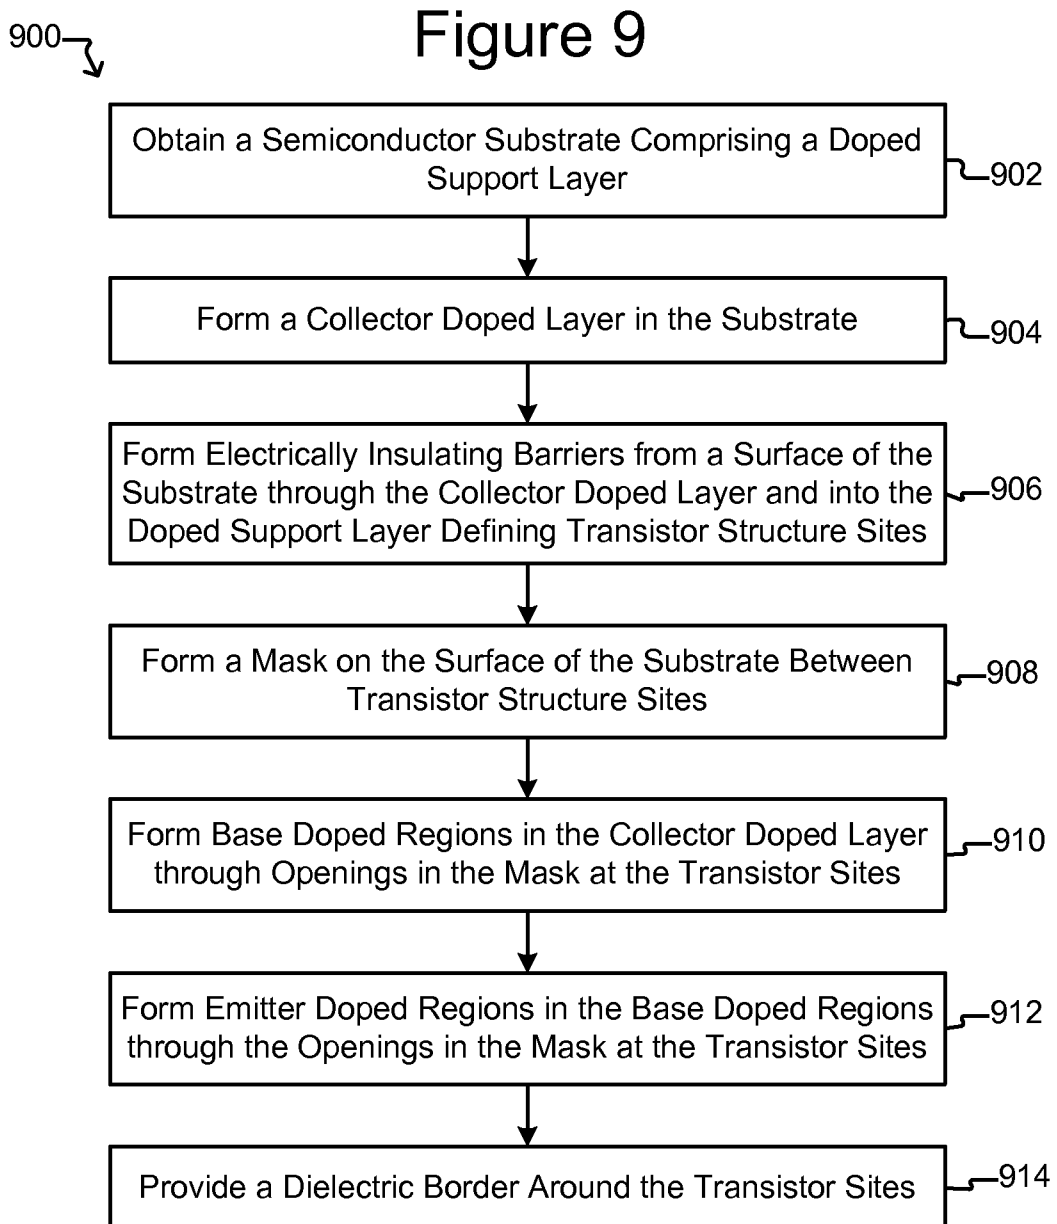 Figure 9
900
Obtain a Semiconductor Substrate Comprising a Doped
Support Layer
902
Form a Collector Doped Layer in the Substrate
904
Form Electrically Insulating Barriers from a Surface of the
Substrate through the Collector Doped Layer and into the
Doped Support Layer Defining Transistor Structure Sites
906
Form a Mask on the Surface of the Substrate Between
Transistor Structure Sites
908
Form Base Doped Regions in the Collector Doped Layer
through Openings in the Mask at the Transistor Sites
910
Form Emitter Doped Regions in the Base Doped Regions
through the Openings in the Mask at the Transistor Sites
912
Provide a Dielectric Border Around the Transistor Sites
914